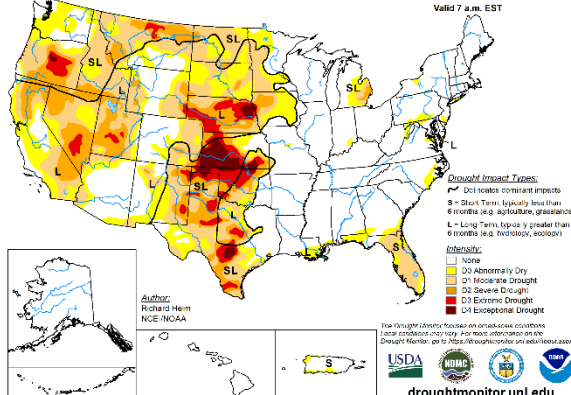 Valid 7 a.m. EST
SL
SL
SL
L
L
L
SL
L
L
L
S
SL
S
Drought Impact Types:
Delineates dominant impacts
S = Short Term, typically less than
6 months (e.g. agriculture, grasslands
L = Long Term, typically greater than
6 months (e.g. hydrology, ecology)
Intensity:
None
D0 Abnormally Dry
D1 Moderate Drought
D2 Severe Drought
D3 Extreme Drought
D4 Exceptional Drought
Author:
Richard Heim
NCEI/NOAA
The Drought Monitor focuses on broad-scale conditions.
Local conditions may vary. For more information on the
Drought Monitor, go to https://droughtmonitor.unl.edu/About.aspx
USDA
NDMC
NOAA
droughtmonitor.unl.edu